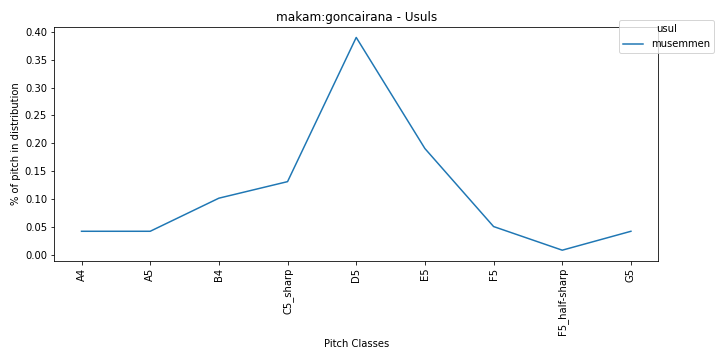 makam:goncairana - Usuls
usul
musemmen
% of pitch in distribution
0.40
0.35
0.30
0.25
0.20
0.15
0.10
0.05
0.00
A4
A5
B4
C5_sharp
D5
E5
F5
F5_half-sharp
G5
Pitch Classes